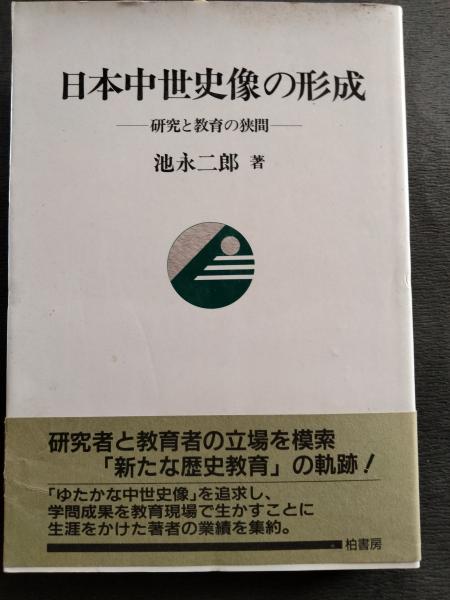 日本中世史像の形成
―研究と教育の狭間―
池永二郎 著
研究者と教育者の立場を模索
「新たな歴史教育」の軌跡!
「ゆたかな中世史像」を追求し、
学問成果を教育現場で生かすことに
生涯をかけた著者の業績を集約。
柏書房